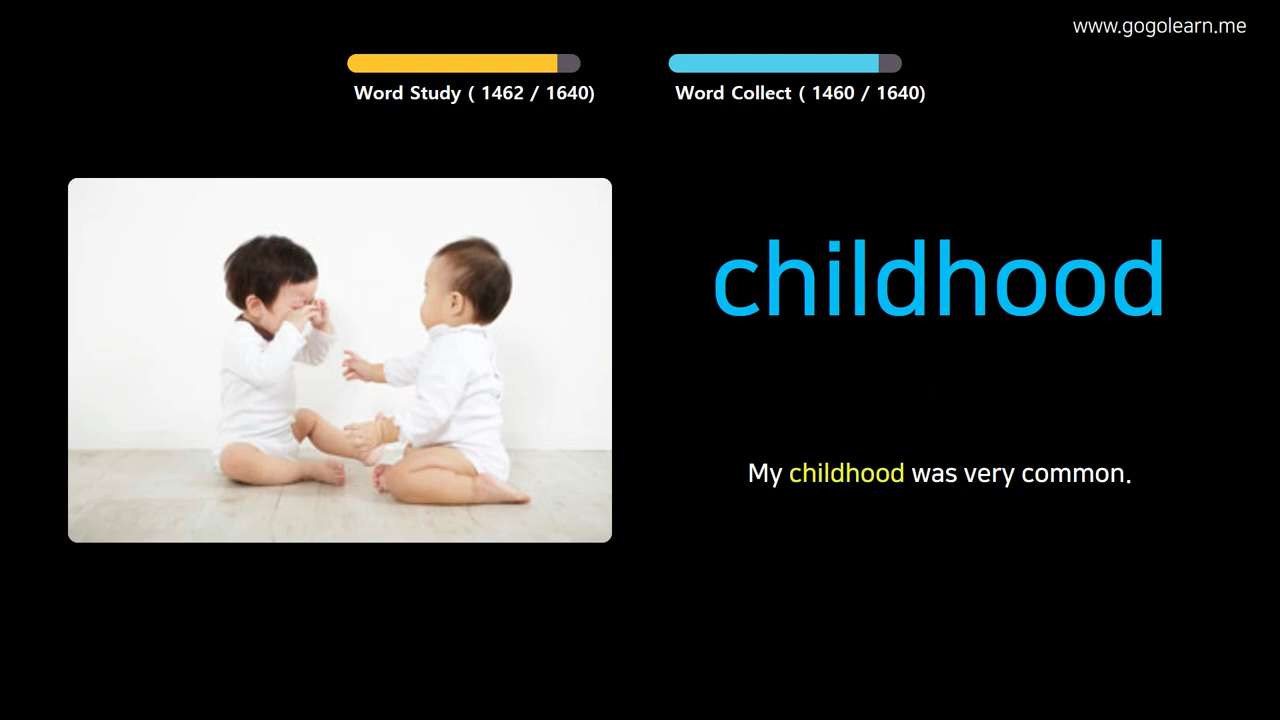 www.gogolearn.me
Word Study ( 1462 / 1640)
Word Collect ( 1460 / 1640)
childhood
My childhood was very common.